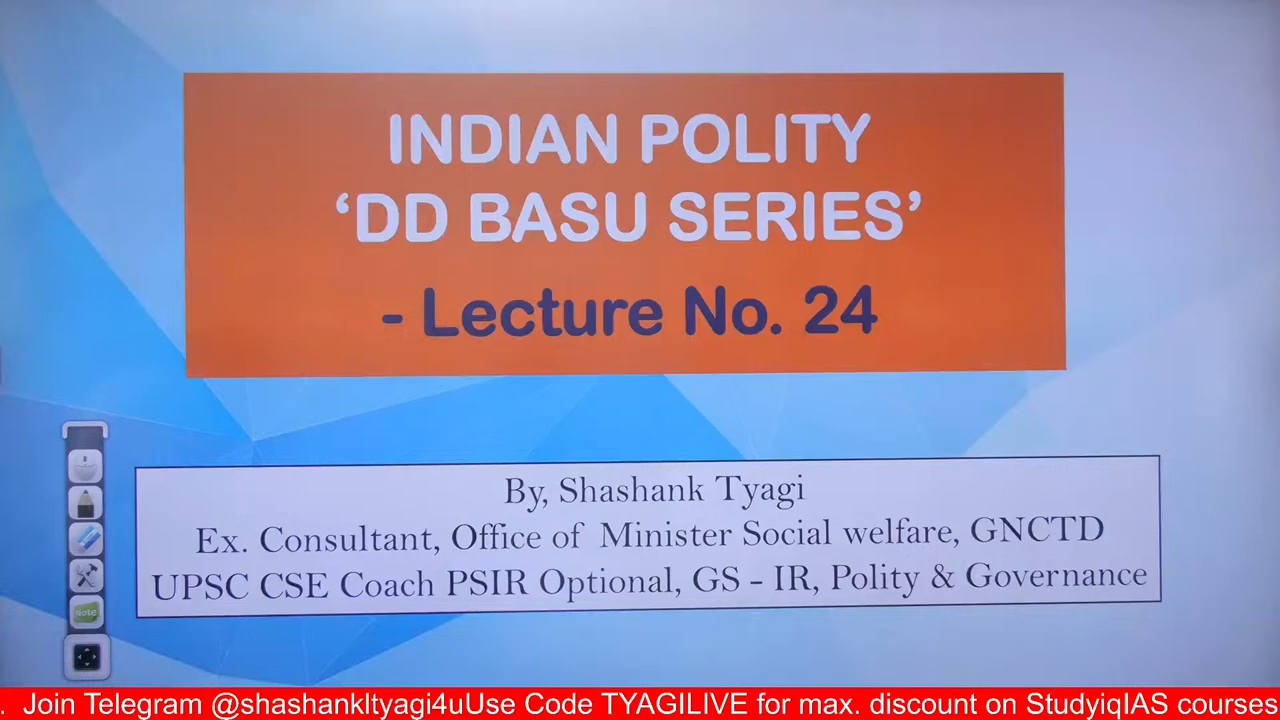 INDIAN POLITY
‘DD BASU SERIES’
- Lecture No. 24
By, Shashank Tyagi
Ex. Consultant, Office of Minister Social welfare, GNCTD
UPSC CSE Coach PSIR Optional, GS - IR, Polity & Governance
Note
. Join Telegram @shashankltyagi4uUse Code TYAGILIVE for max. discount on StudyiqIAS courses